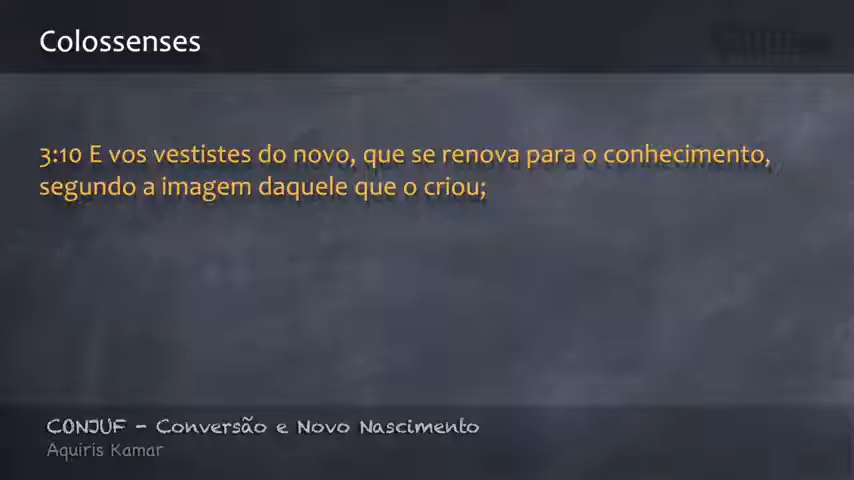 Colossenses
3:10 E vos vestistes do novo, que se renova para o conhecimento,
segundo a imagem daquele que o criou;
CONJUF - Conversão e Novo Nascimento
Aquiris Kamar